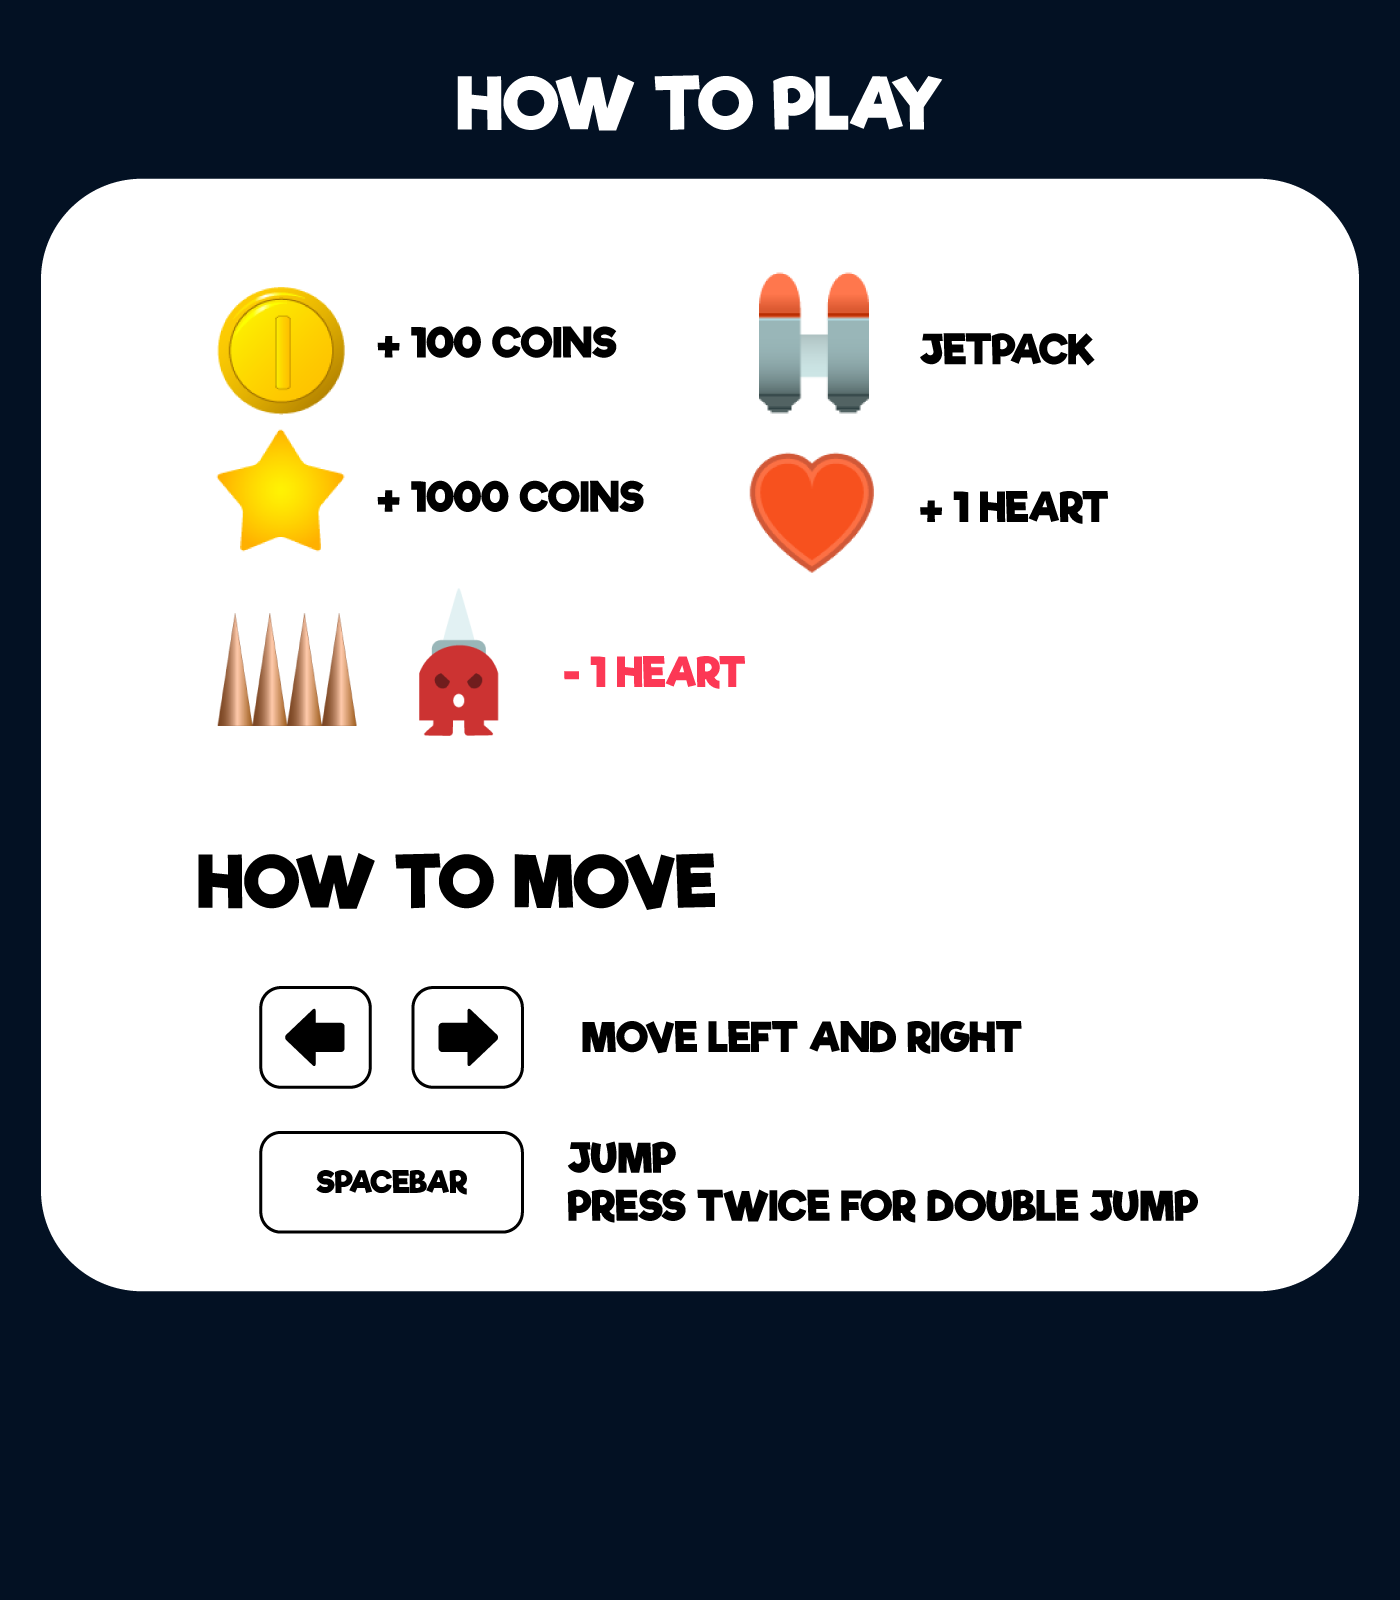 HOW TO PLAY
+ 100 COINS
JETPACK
+ 1000 COINS
+ 1 HEART
- 1 HEART
HOW TO MOVE
MOVE LEFT AND RIGHT
SPACEBAR
JUMP
PRESS TWICE FOR DOUBLE JUMP